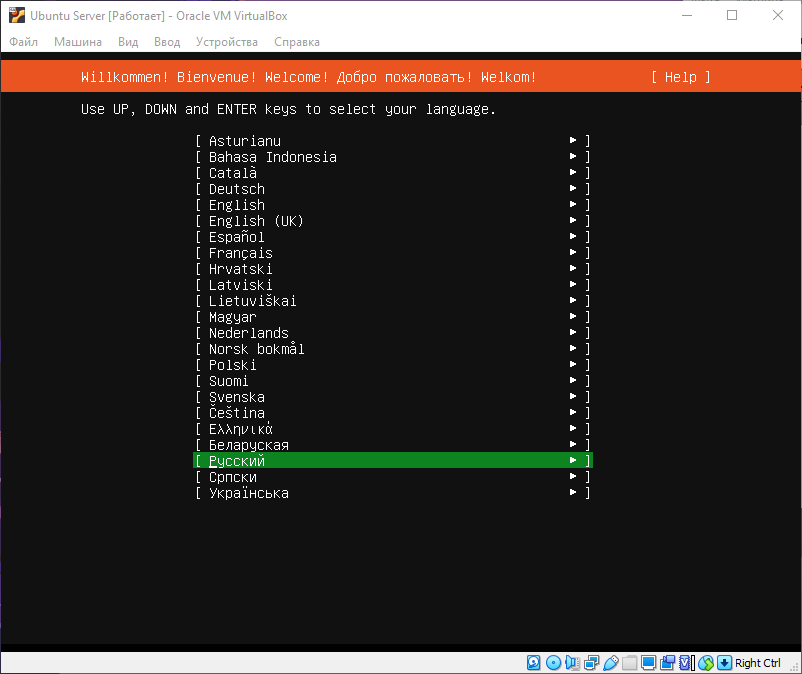 Ubuntu Server [Работает] - Oracle VM VirtualBox
Файл Машина Вид Ввод Устройства Справка
Willkommen! Bienvenue! Welcome! Добро пожаловать! Welkom! [ Help ]
Use UP, DOWN and ENTER keys to select your language.
[ Asturianu ▸ ]
[ Bahasa Indonesia ▸ ]
[ Català ▸ ]
[ Deutsch ▸ ]
[ English ▸ ]
[ English (UK) ▸ ]
[ Español ▸ ]
[ Français ▸ ]
[ Hrvatski ▸ ]
[ Latviski ▸ ]
[ Lietuviškai ▸ ]
[ Magyar ▸ ]
[ Nederlands ▸ ]
[ Norsk bokmål ▸ ]
[ Polski ▸ ]
[ Suomi ▸ ]
[ Svenska ▸ ]
[ Čeština ▸ ]
[ Ελληνικά ▸ ]
[ Беларуская ▸ ]
[ Русский ▸ ]
[ Српски ▸ ]
[ Українська ▸ ]
Right Ctrl